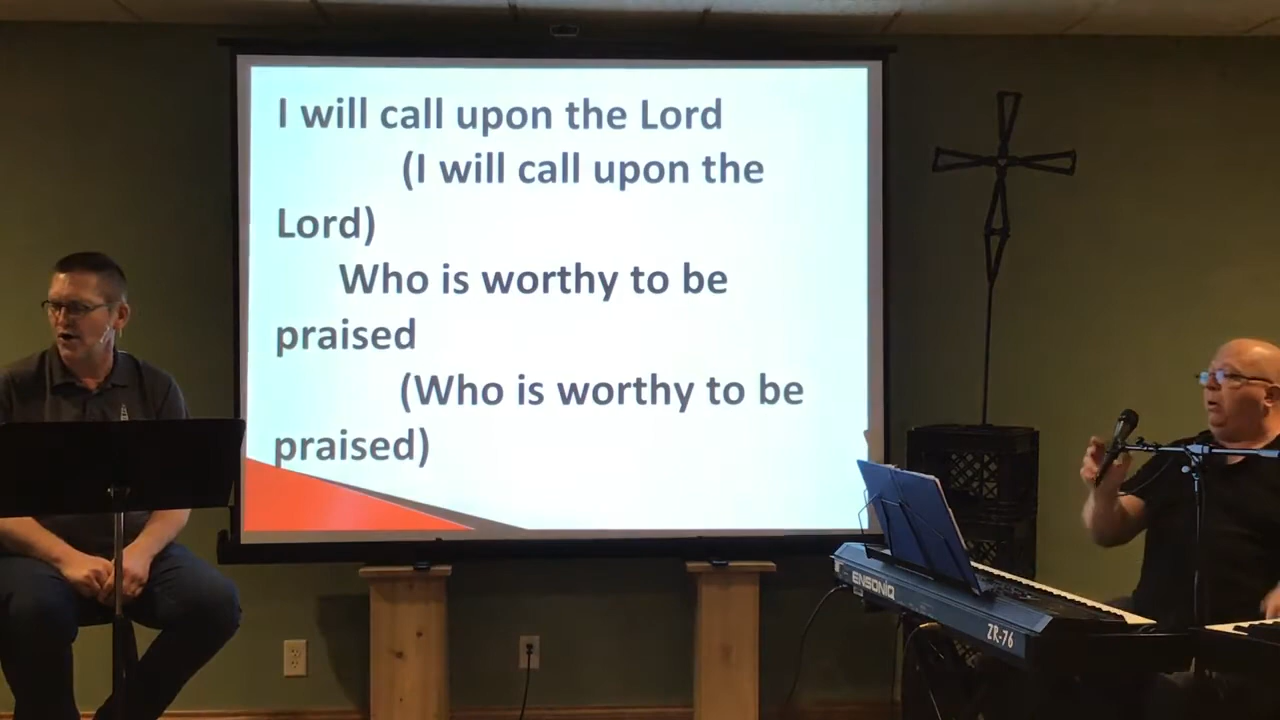 I will call upon the Lord
(I will call upon the
Lord)
Who is worthy to be
praised
(Who is worthy to be
praised)
ENSONIQ
ZR-76